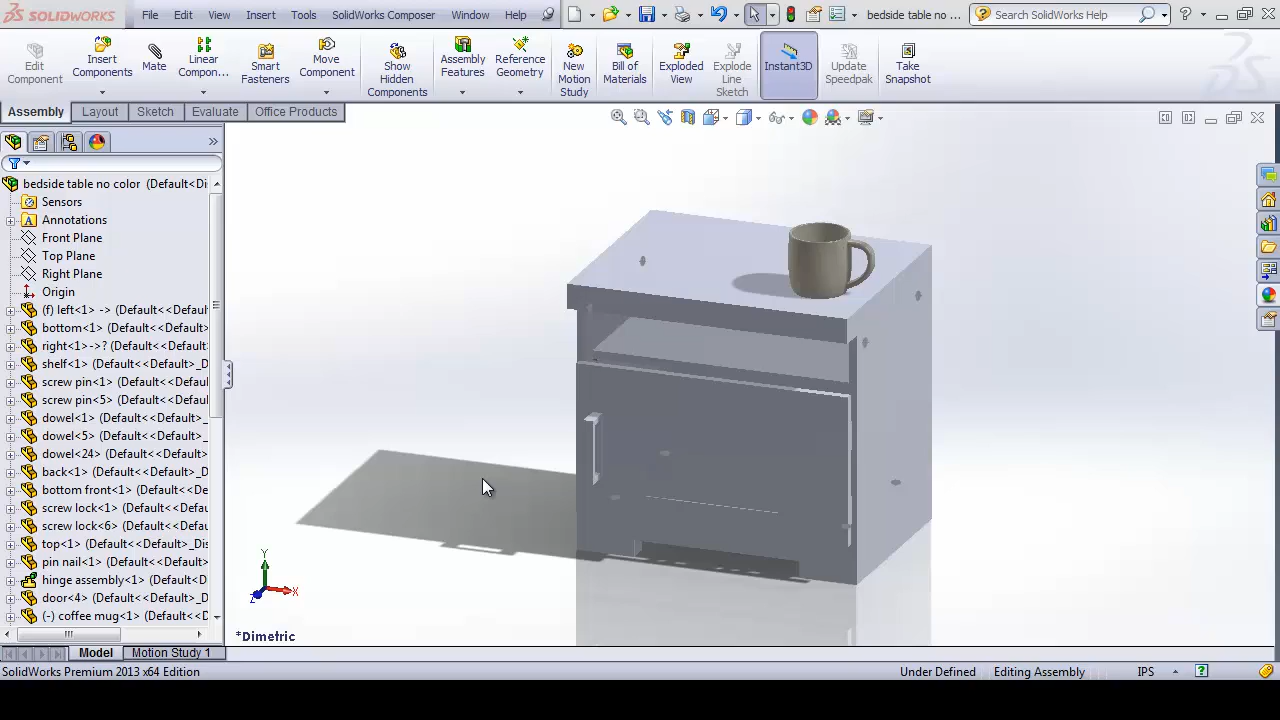 SOLIDWORKS File Edit View Insert Tools SolidWorks Composer Window Help bedside table no ... Search SolidWorks Help
Edit Component
Insert Components
Mate
Linear Compon...
Smart Fasteners
Move Component
Show Hidden Components
Assembly Features
Reference Geometry
New Motion Study
Bill of Materials
Exploded View
Explode Line Sketch
Instant3D
Update Speedpak
Take Snapshot
Assembly Layout Sketch Evaluate Office Products
bedside table no color (Default<Di
Sensors
Annotations
Front Plane
Top Plane
Right Plane
Origin
(f) left<1> -> (Default<<Defau
bottom<1> (Default<<Default>
right<1>->? (Default<<Default
shelf<1> (Default<<Default>_D
screw pin<1> (Default<<Defau
screw pin<5> (Default<<Defau
dowel<1> (Default<<Default>_
dowel<5> (Default<<Default>_
dowel<24> (Default<<Default>
back<1> (Default<<Default>_D
bottom front<1> (Default<<De
screw lock<1> (Default<<Defau
screw lock<6> (Default<<Defau
top<1> (Default<<Default>_Dis
pin nail<1> (Default<<Default>
hinge assembly<1> (Default<D
door<4> (Default<<Default>_D
(-) coffee mug<1> (Default<<D
Y
X
Z
*Dimetric
Model Motion Study 1
SolidWorks Premium 2013 x64 Edition Under Defined Editing Assembly IPS